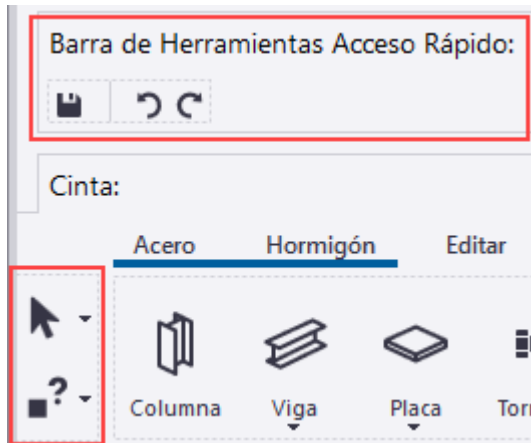 Barra de Herramientas Acceso Rápido:
Cinta:
Acero Hormigón Editar
?
Columna Viga Placa